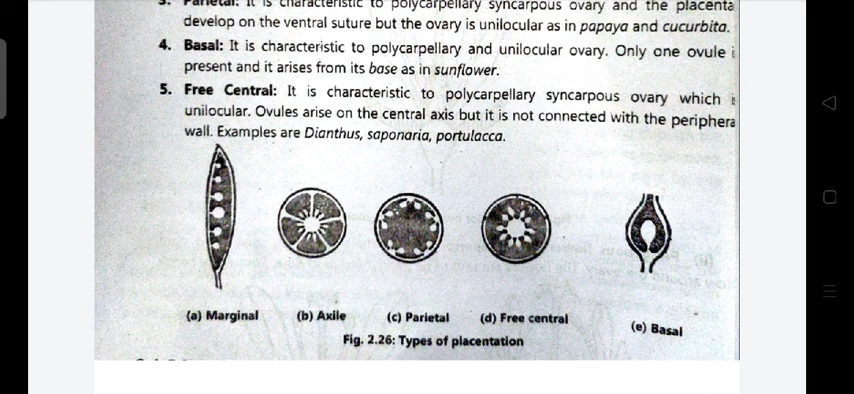 3. Parietal: It is characteristic to polycarpellary syncarpous ovary and the placenta
develop on the ventral suture but the ovary is unilocular as in papaya and cucurbita.
4. Basal: It is characteristic to polycarpellary and unilocular ovary. Only one ovule i
present and it arises from its base as in sunflower.
5. Free Central: It is characteristic to polycarpellary syncarpous ovary which i
unilocular. Ovules arise on the central axis but it is not connected with the periphera
wall. Examples are Dianthus, saponaria, portulacca.
(a) Marginal (b) Axile (c) Parietal (d) Free central (e) Basal
Fig. 2.26: Types of placentation